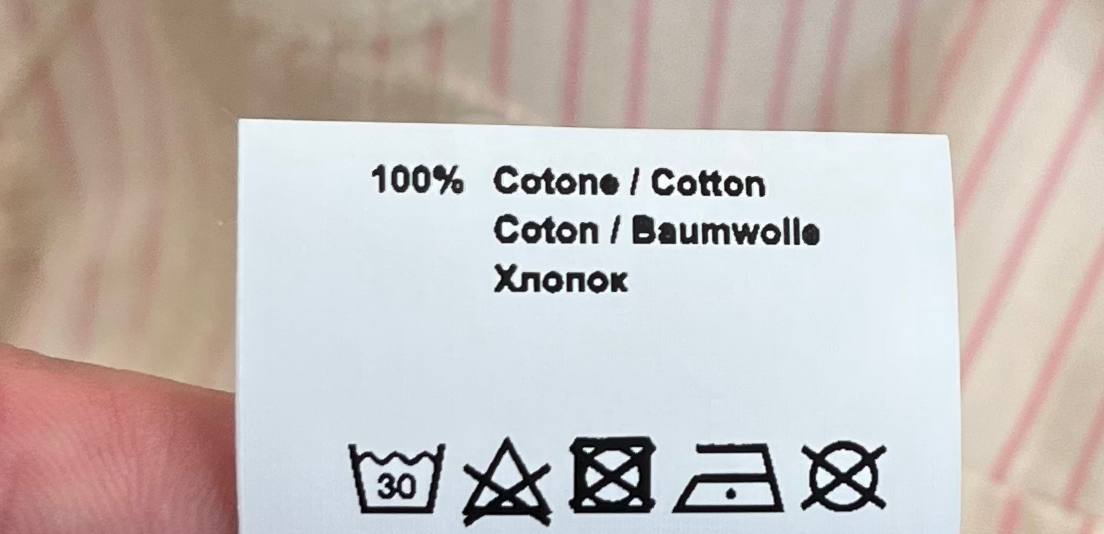 100% Cotone / Cotton
Coton / Baumwolle
Хлопок
30